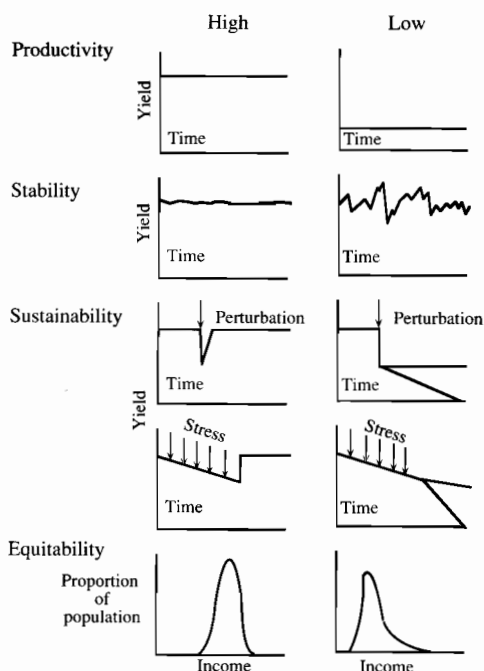 High
Low
Productivity
Yield
Time
Time
Stability
Yield
Time
Time
Sustainability
Perturbation
Time
Perturbation
Time
Yield
Stress
Time
Stress
Time
Equitability
Proportion
of
population
Income
Income